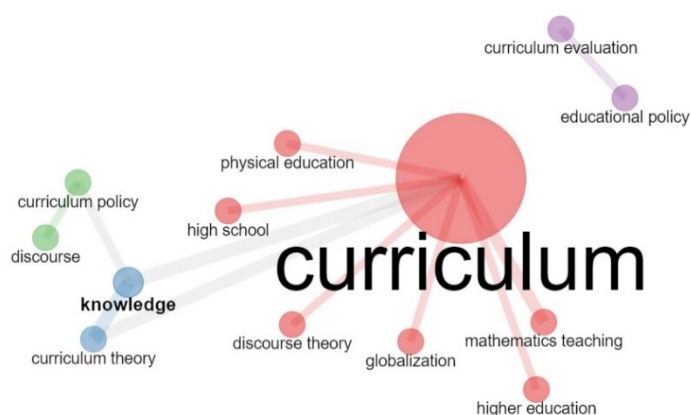 curriculum evaluation
educational policy
physical education
curriculum policy
high school
discourse
curriculum
knowledge
discourse theory
mathematics teaching
curriculum theory
globalization
higher education